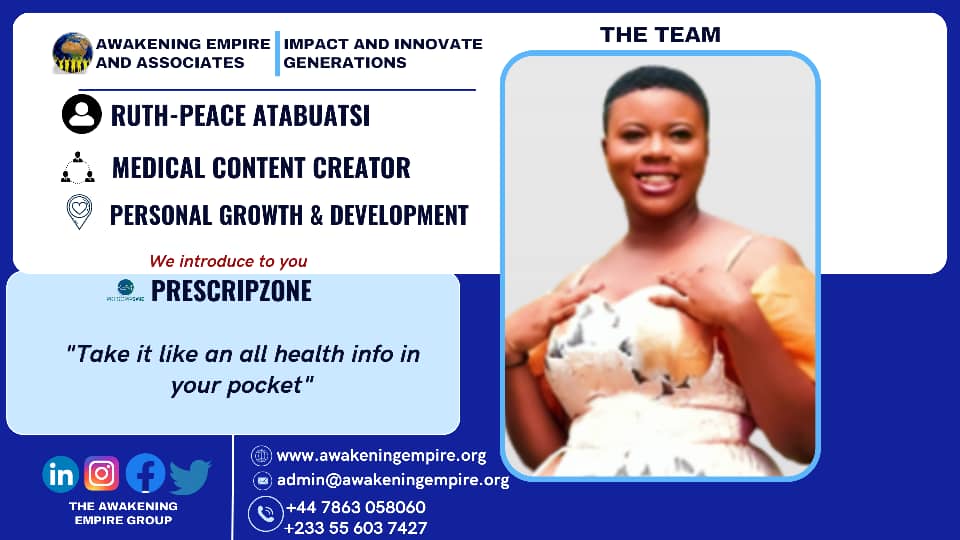 AWAKENING EMPIRE
AND ASSOCIATES
IMPACT AND INNOVATE
GENERATIONS
THE TEAM
RUTH-PEACE ATABUATSI
MEDICAL CONTENT CREATOR
PERSONAL GROWTH & DEVELOPMENT
We introduce to you
PRESCRIPZONE
"Take it like an all health info in
your pocket"
THE AWAKENING
EMPIRE GROUP
www.awakeningempire.org
admin@awakeningempire.org
+44 7863 058060
+233 55 603 7427